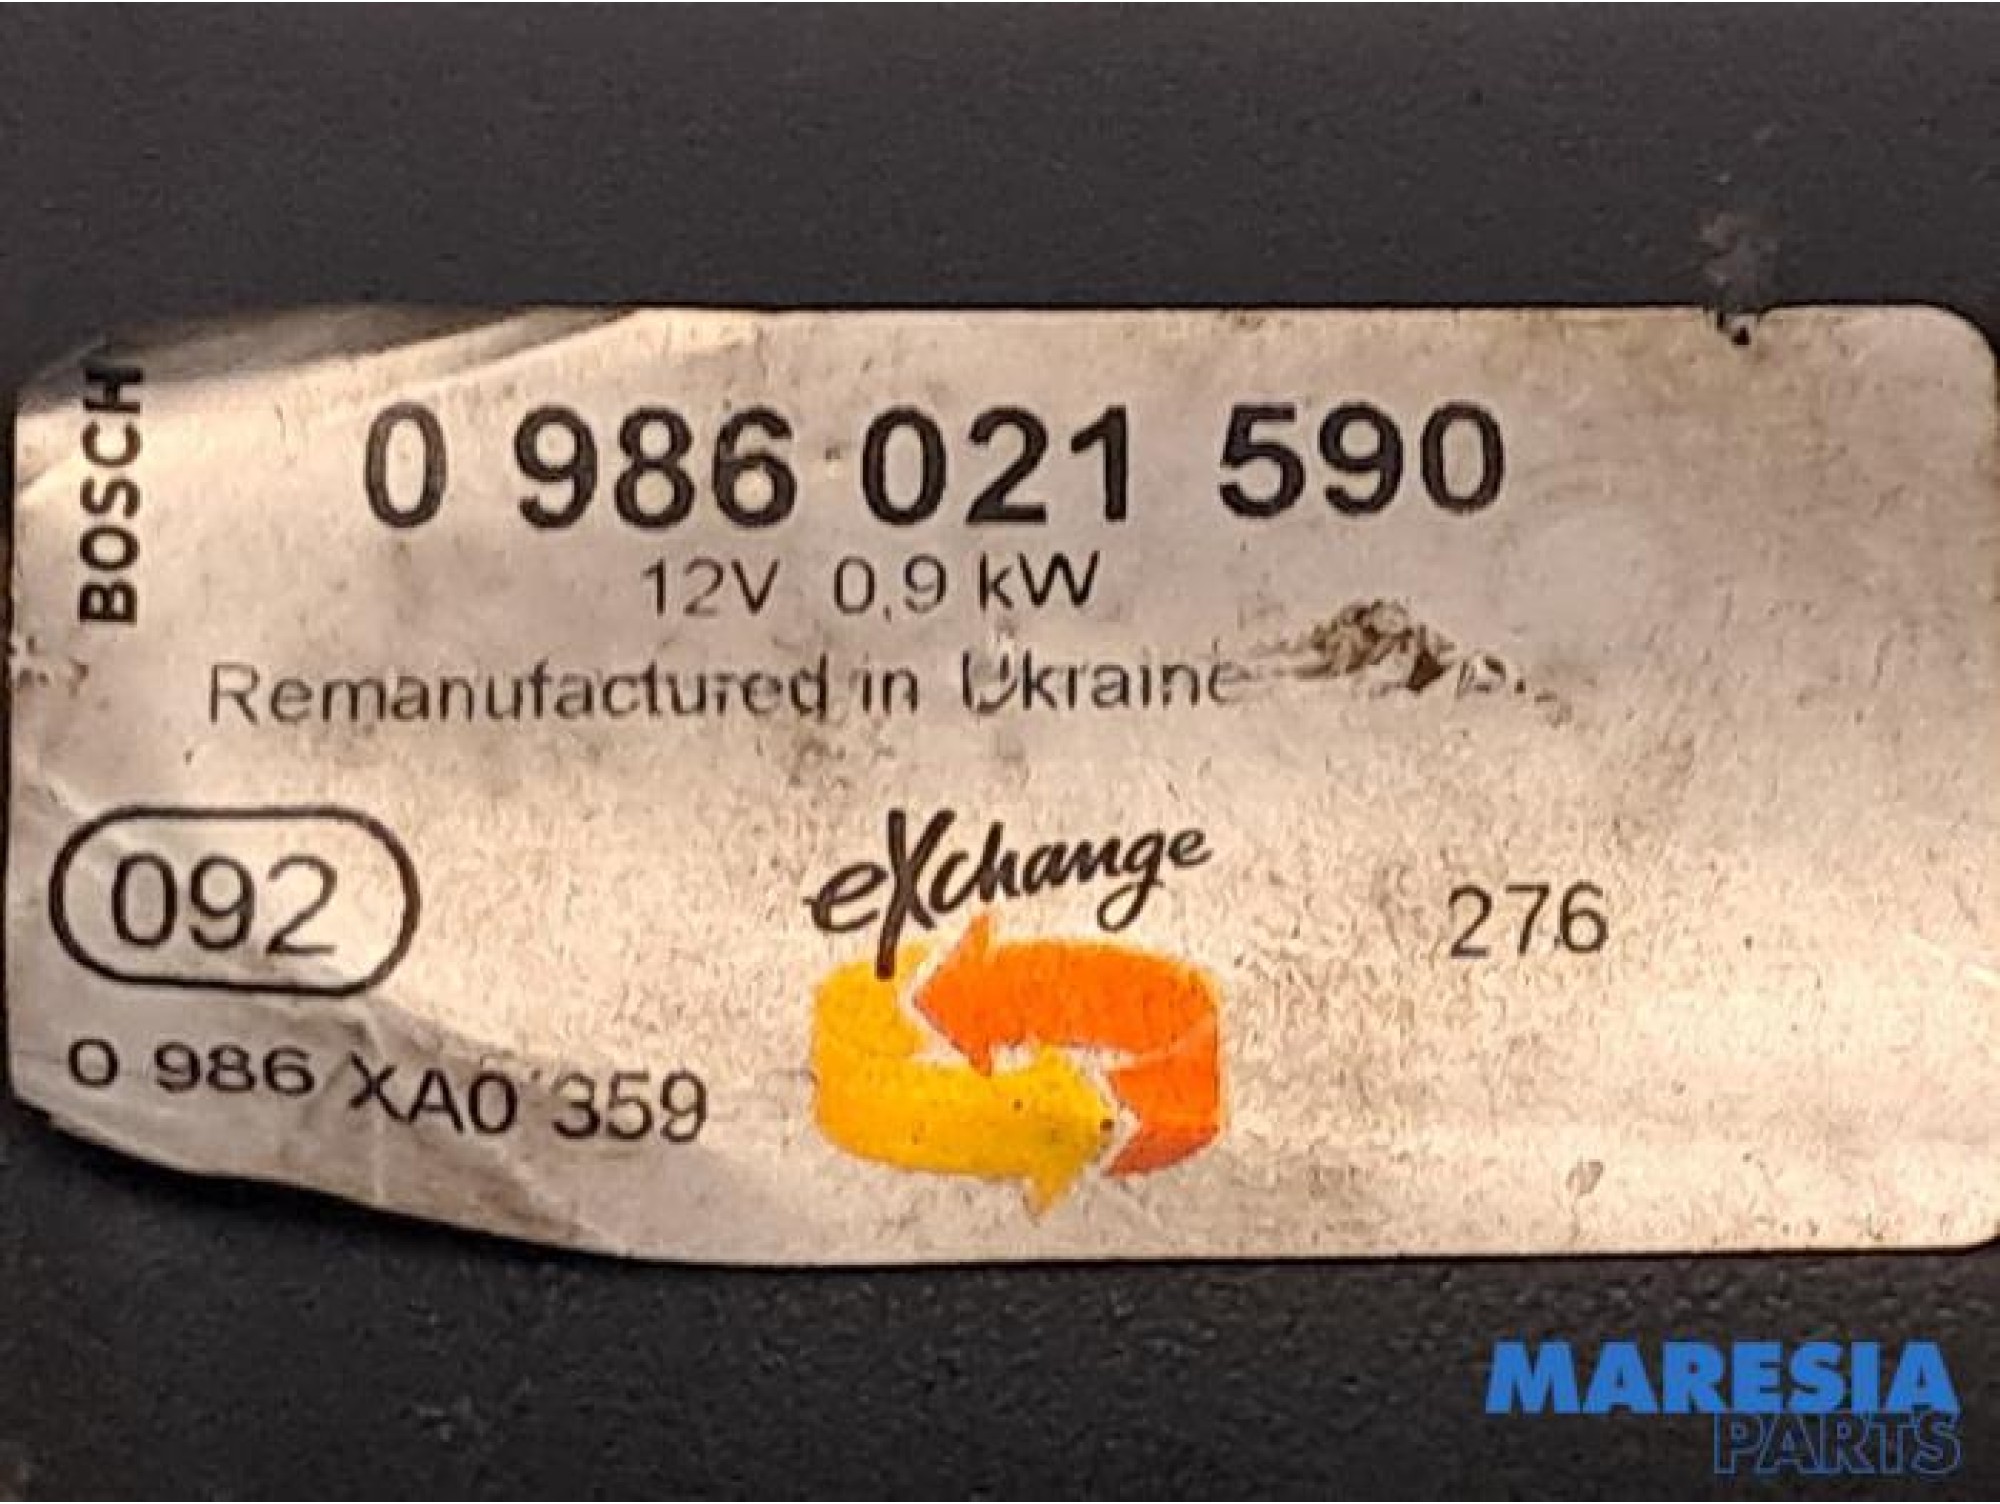 BOSCH
0 986 021 590
12V 0,9 kW
Remanufactured in Ukraine
092
eXchange
276
0 986 XA0 359
MARESIA
PARTS